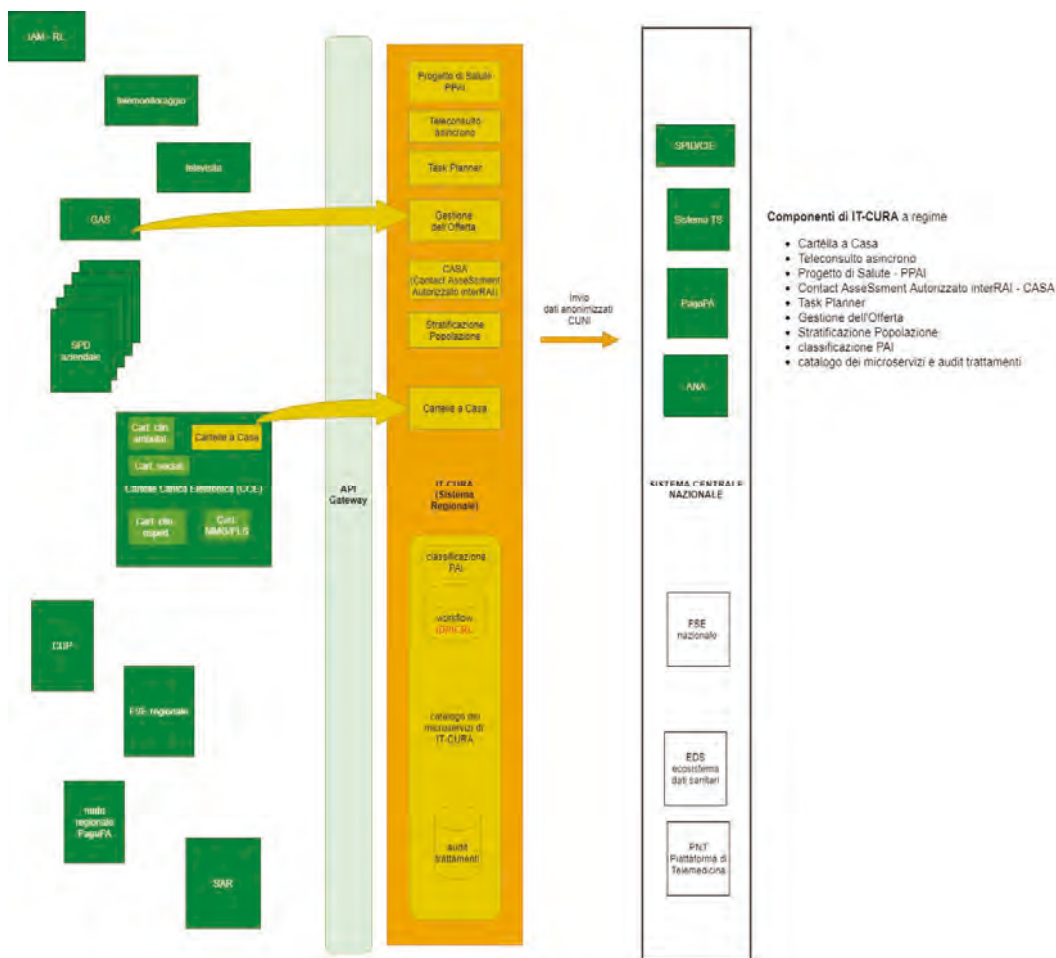 IAM - RL
telemonitoraggio
televisita
GAS
SPD
aziendale
Cart. clin.
ambulat.
Cartelle a Casa
Cart. social.
Cartelle Clinica Elettronica (CCE)
Cart. clin.
osped.
Cart.
MMG/PLS
CUP
FSE regionale
nodo
regionale
PagoPA
SAR
API
Gateway
Progetto di Salute
PPAI
Teleconsulto
asincrono
Task Planner
Gestione
dell'Offerta
CASA
(Contact AsseSsment
Autorizzato interRAI)
Stratificazione
Popolazione
Cartelle a Casa
IT-CURA
(Sistema
Regionale)
classificazione
PAI
workflow
catalogo dei
microservizi di
IT-CURA
audit
trattamenti
Invio
dati anonimizzati
CUNI
SPID/CIE
Sistema TS
PagoPA
ANA
SISTEMA CENTRALE
NAZIONALE
FSE
nazionale
EDS
ecosistema
dati sanitari
PNT
Piattaforma di
Telemedicina
Componenti di IT-CURA a regime
• Cartella a Casa
• Teleconsulto asincrono
• Progetto di Salute - PPAI
• Contact AsseSsment Autorizzato interRAI - CASA
• Task Planner
• Gestione dell'Offerta
• Stratificazione Popolazione
• classificazione PAI
• catalogo dei microservizi e audit trattamenti